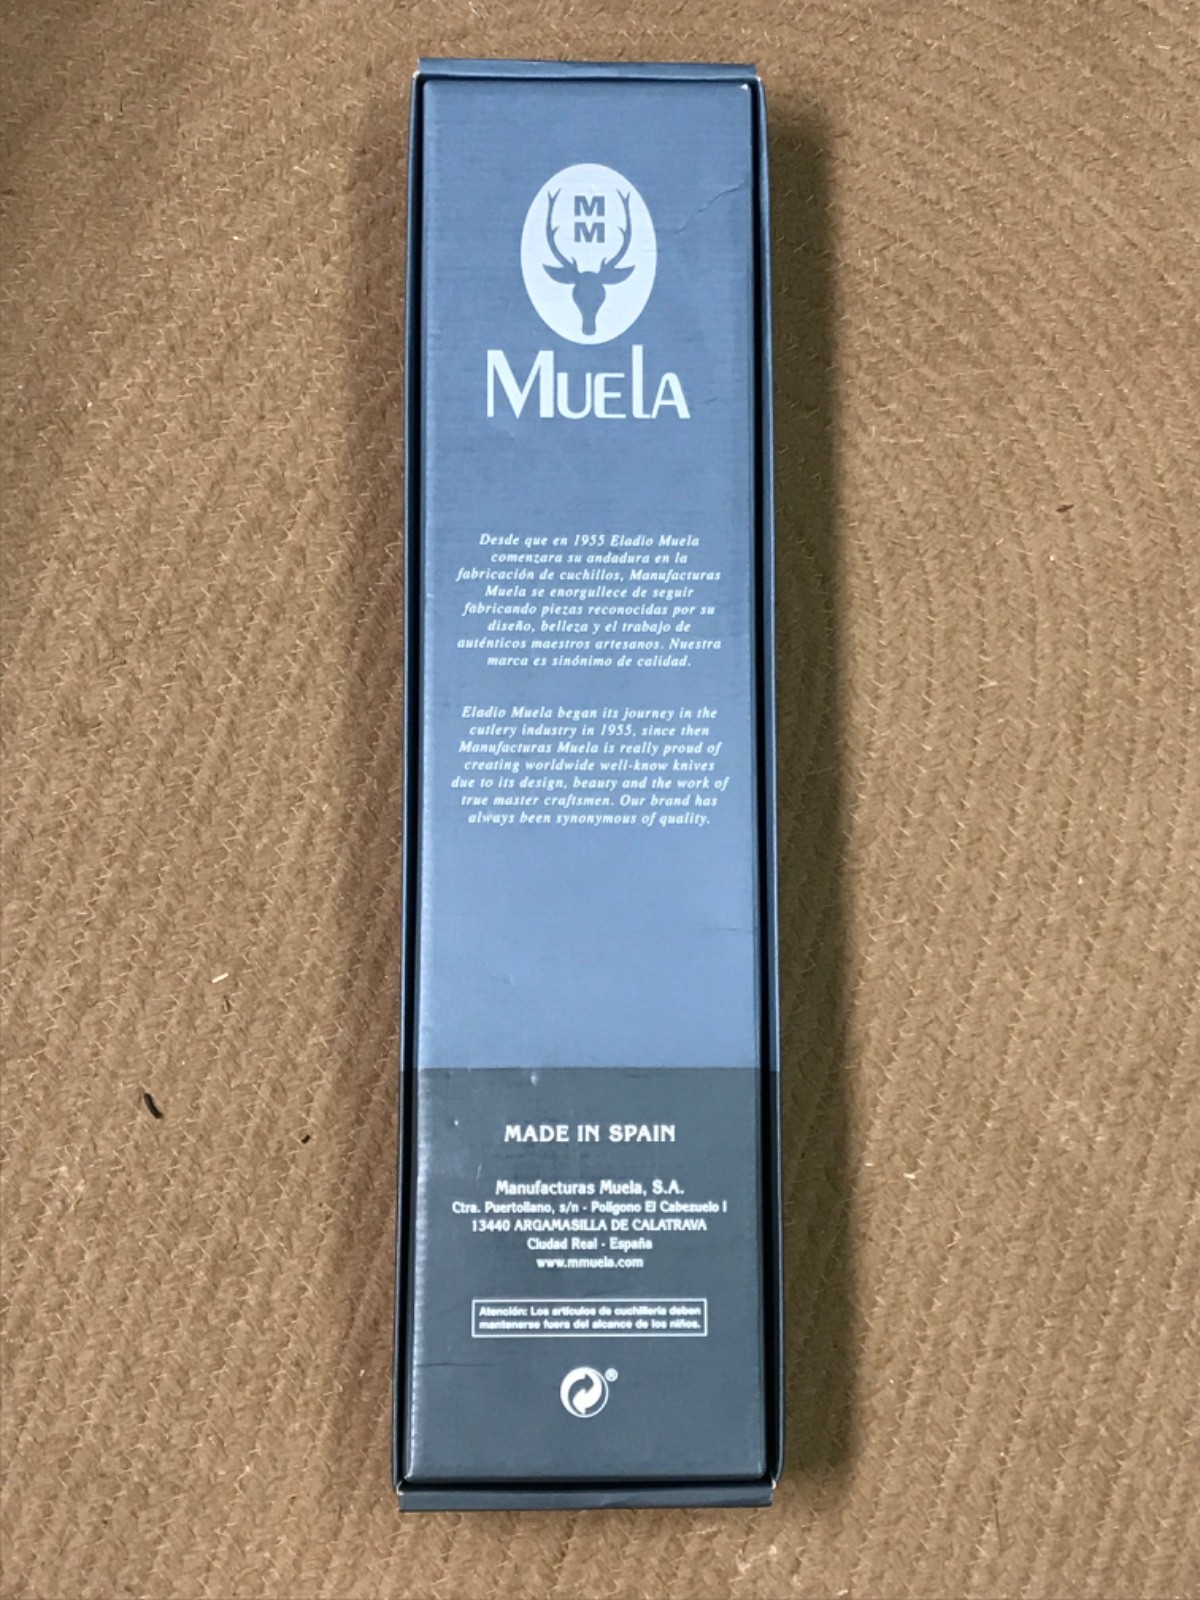 M
M
MUELA
Desde que en 1955 Eladio Muela
comenzara su andadura en la
fabricación de cuchillos, Manufacturas
Muela se enorgullece de seguir
fabricando piezas reconocidas por su
diseño, belleza y el trabajo de
auténticos maestros artesanos. Nuestra
marca es sinónimo de calidad.
Eladio Muela began its journey in the
cutlery industry in 1955, since then
Manufacturas Muela is really proud of
creating worldwide well-know knives
due to its design, beauty and the work of
true master craftsmen. Our brand has
always been synonymous of quality.
MADE IN SPAIN
Manufacturas Muela, S.A.
Ctra. Puertollano, s/n - Polígono El Cabezuelo I
13440 ARGAMASILLA DE CALATRAVA
Ciudad Real - España
www.mmuela.com
Atención: Los artículos de cuchillería deben
mantenerse fuera del alcance de los niños.
®